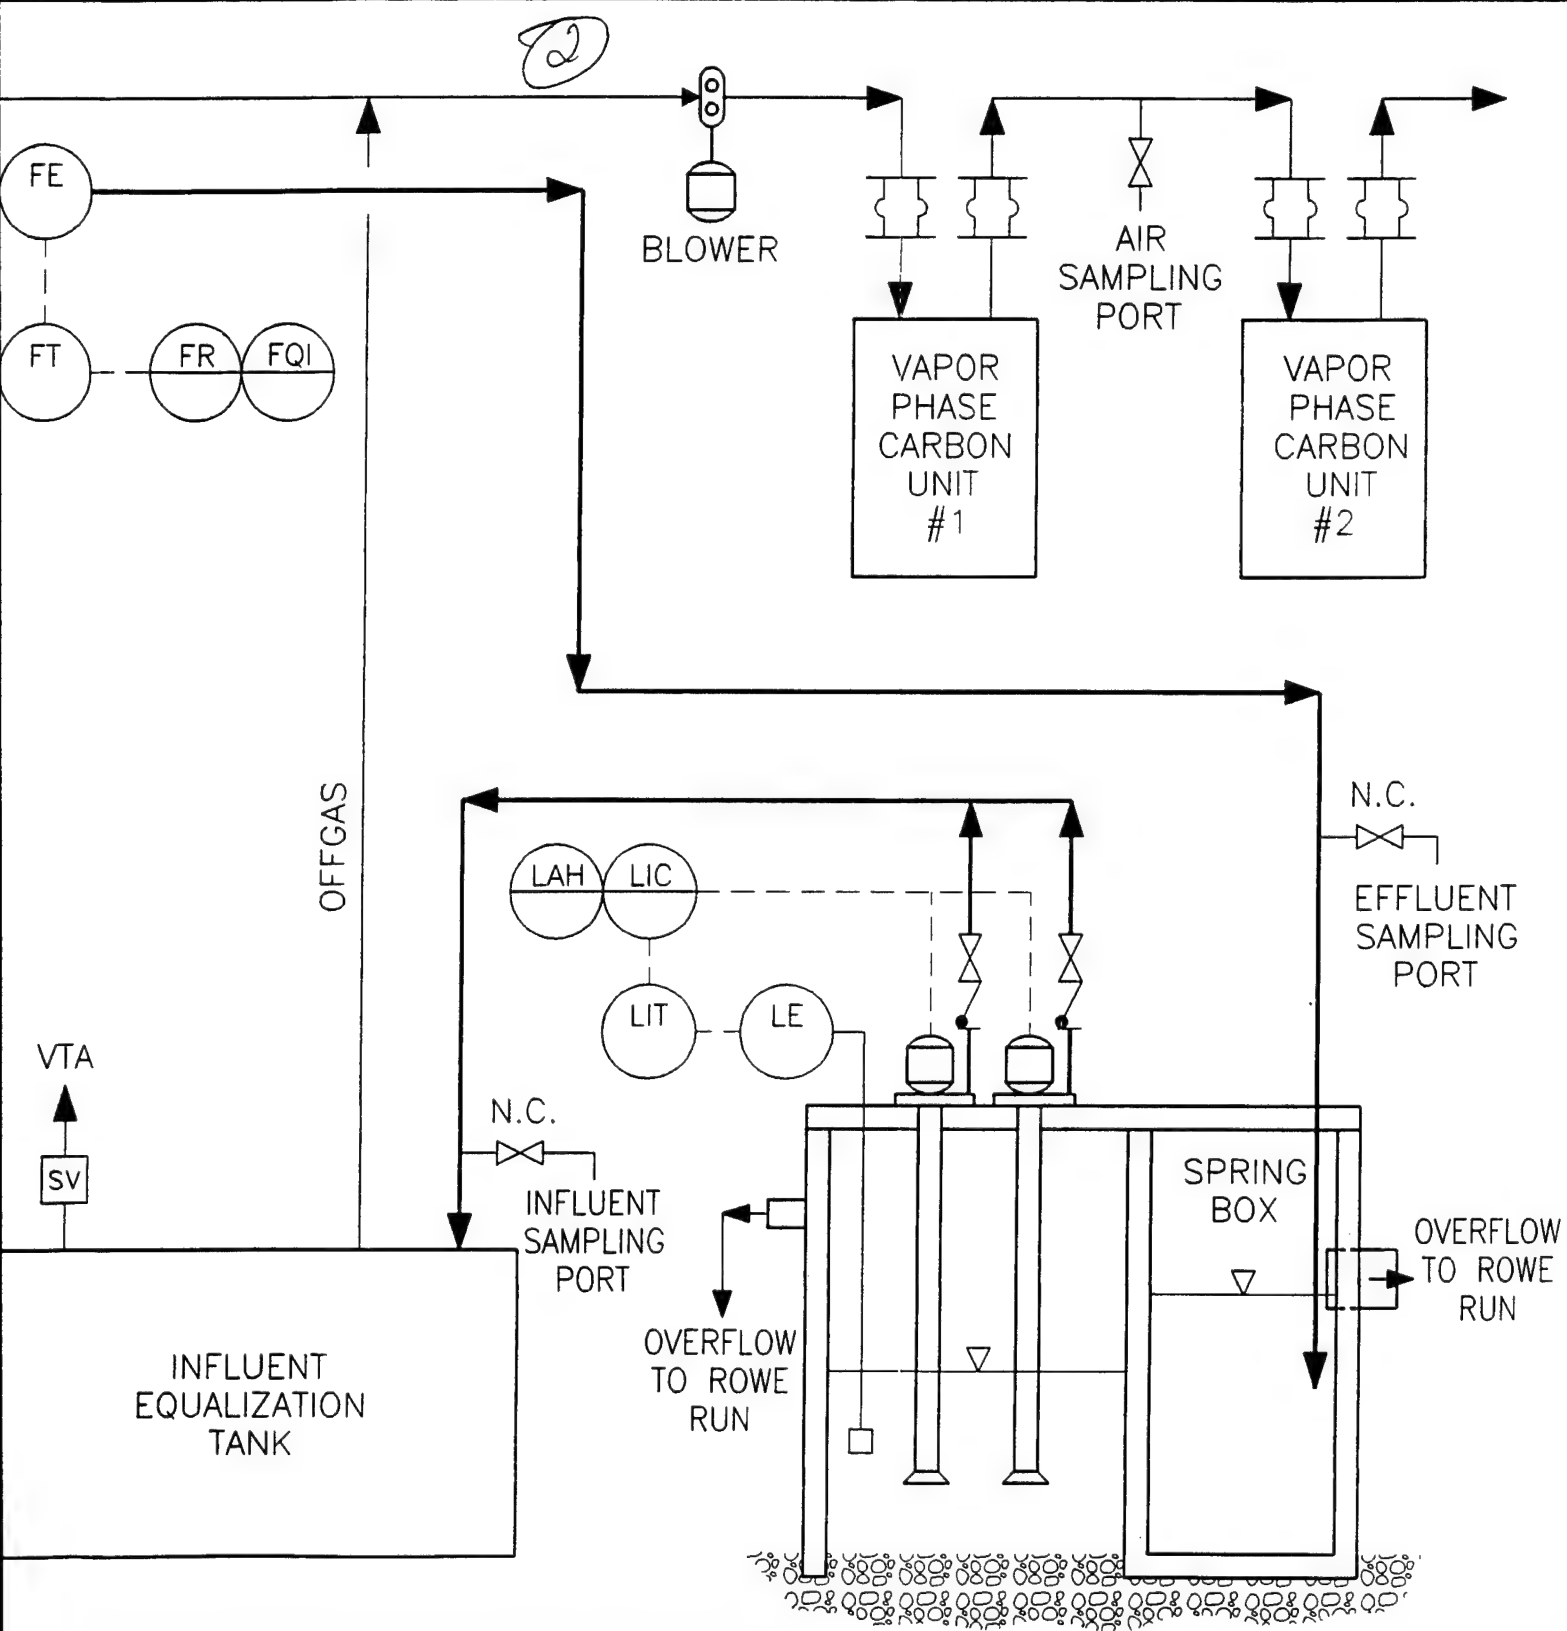 2
FE
BLOWER
AIR
SAMPLING
PORT
FT
FR
FQI
VAPOR
PHASE
CARBON
UNIT
#1
VAPOR
PHASE
CARBON
UNIT
#2
OFFGAS
N.C.
EFFLUENT
SAMPLING
PORT
LAH
LIC
LIT
LE
VTA
SV
N.C.
INFLUENT
SAMPLING
PORT
SPRING
BOX
OVERFLOW
TO ROWE
RUN
OVERFLOW
TO ROWE
RUN
INFLUENT
EQUALIZATION
TANK